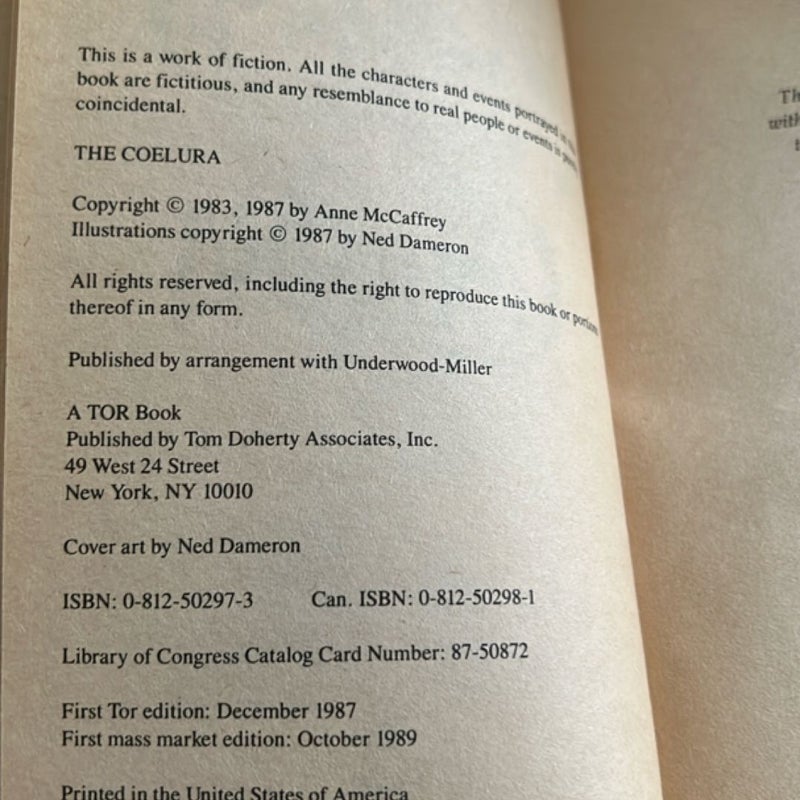 This is a work of fiction. All the characters and events portrayed in this
book are fictitious, and any resemblance to real people or events is purely
coincidental.
THE COELURA
Copyright © 1983, 1987 by Anne McCaffrey
Illustrations copyright © 1987 by Ned Dameron
All rights reserved, including the right to reproduce this book or portions
thereof in any form.
Published by arrangement with Underwood-Miller
A TOR Book
Published by Tom Doherty Associates, Inc.
49 West 24 Street
New York, NY 10010
Cover art by Ned Dameron
ISBN: 0-812-50297-3 Can. ISBN: 0-812-50298-1
Library of Congress Catalog Card Number: 87-50872
First Tor edition: December 1987
First mass market edition: October 1989
Printed in the United States of America